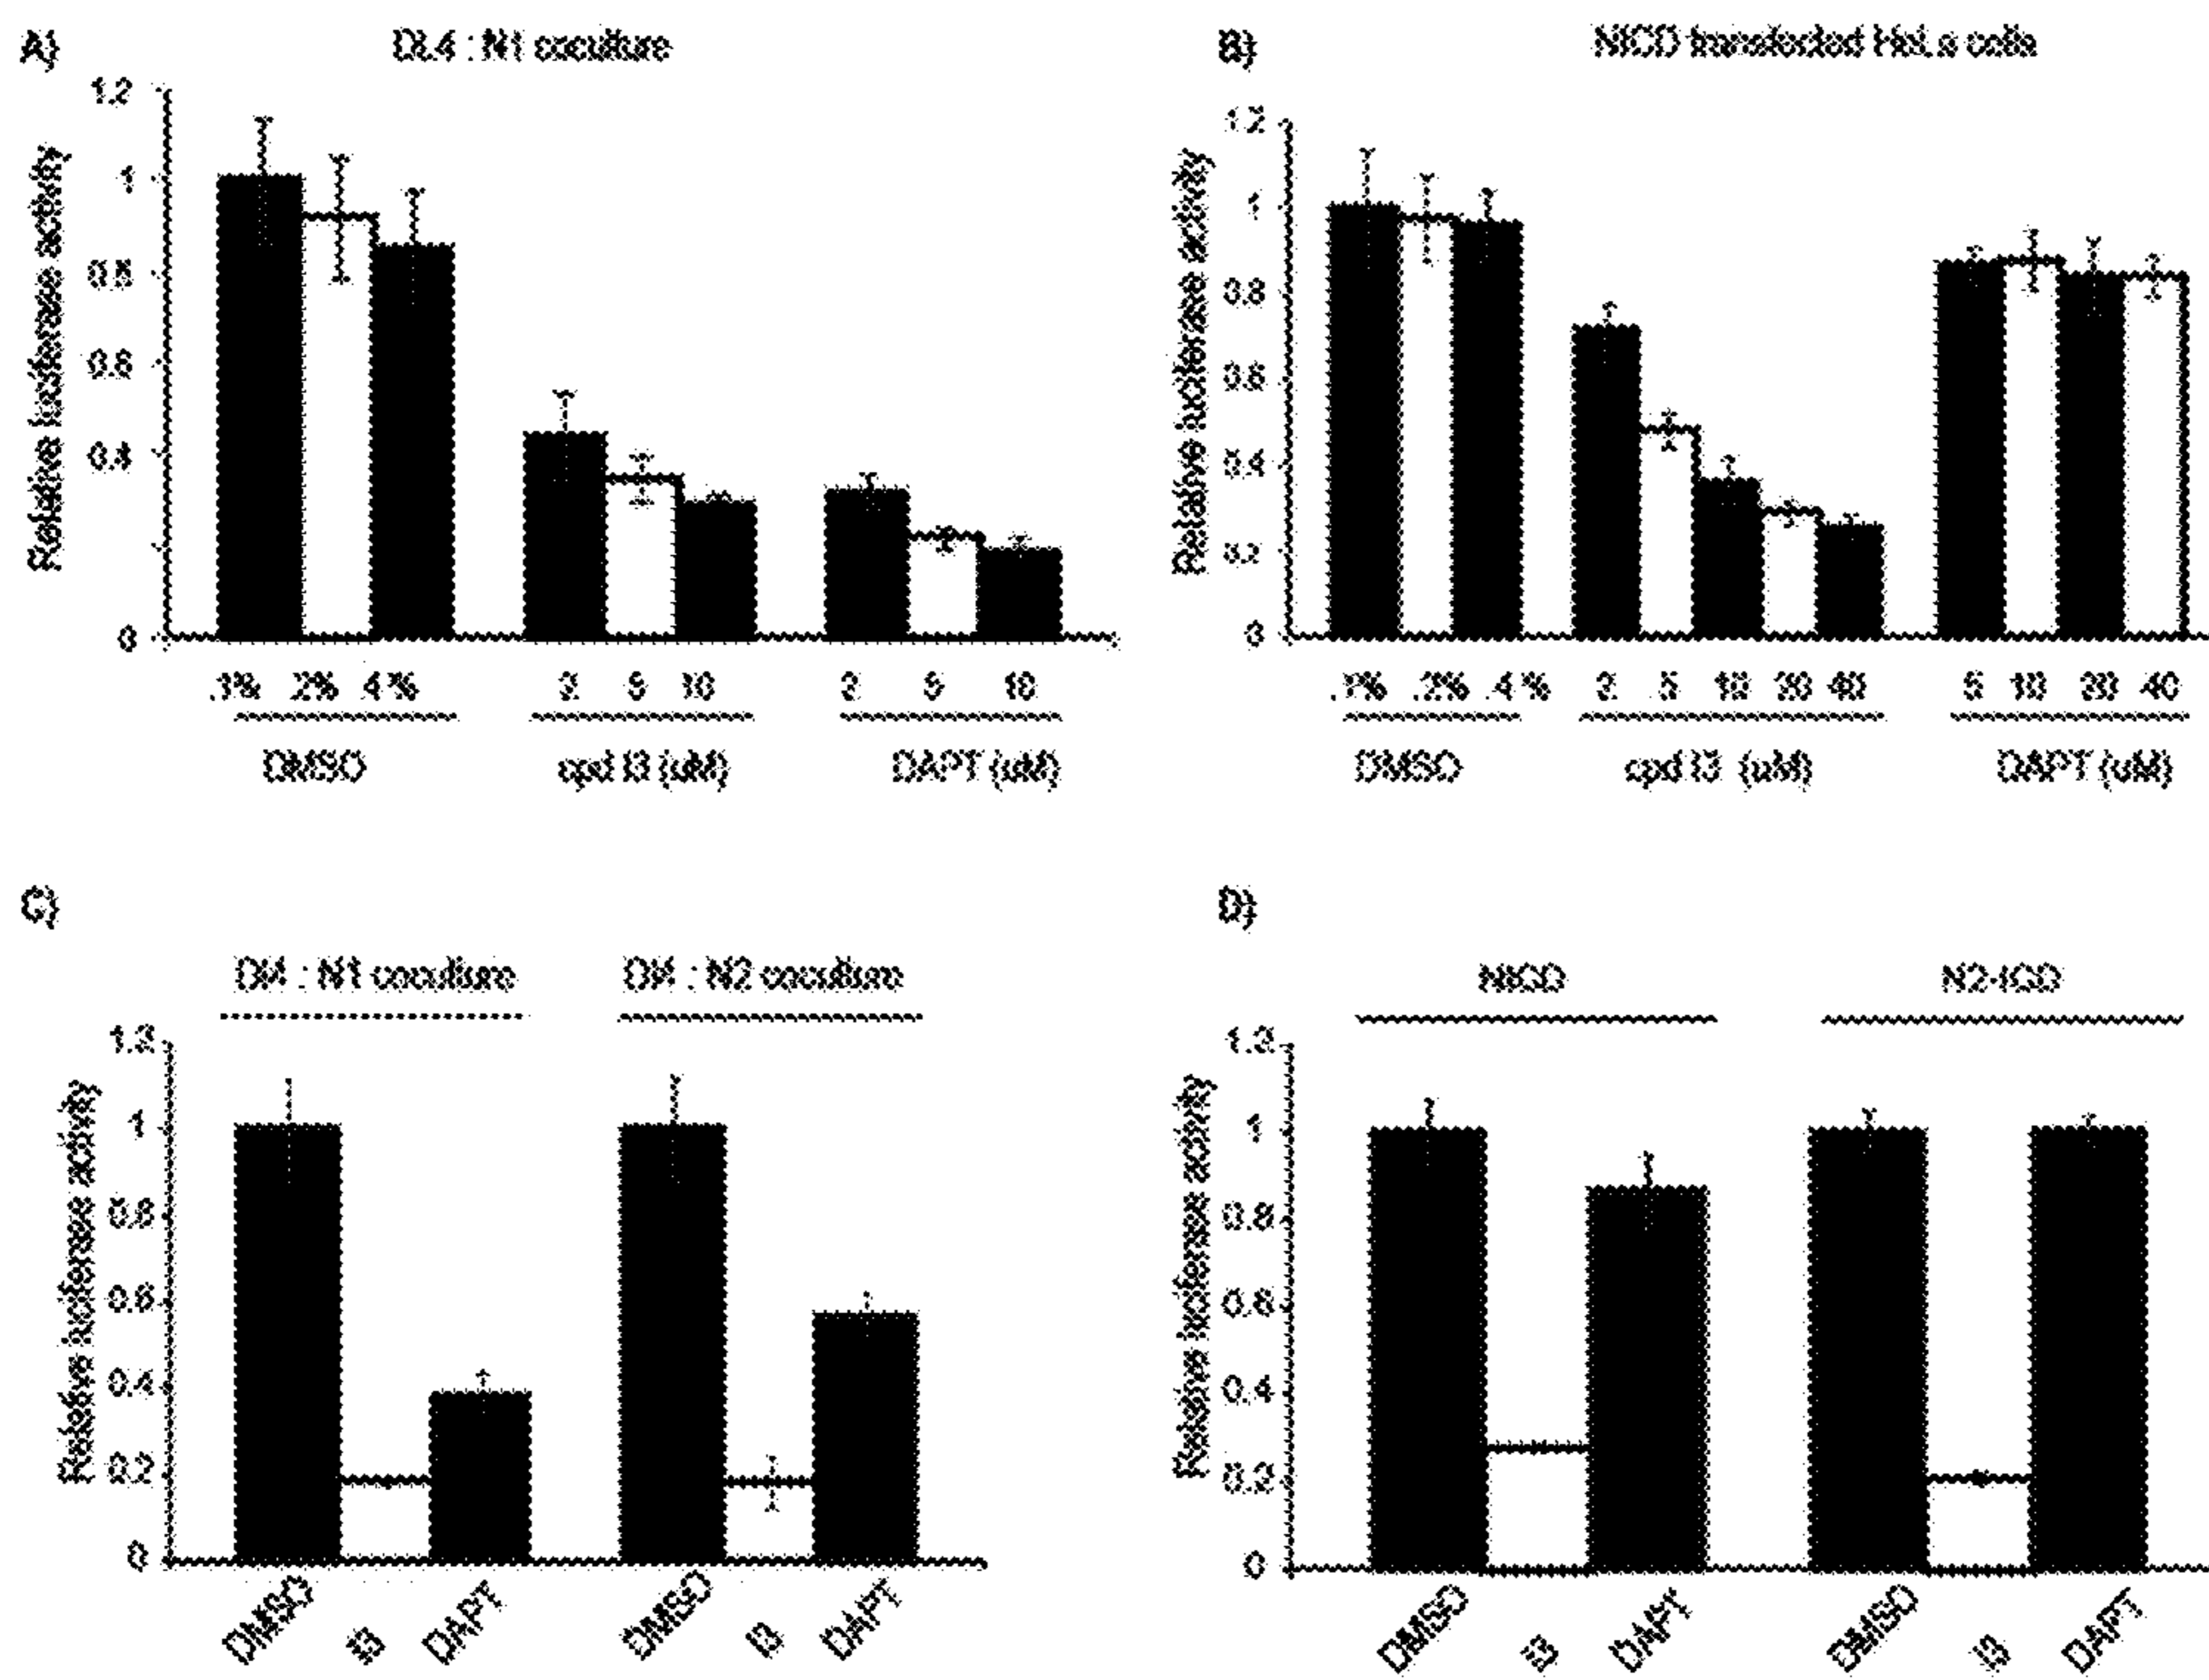 A) DL4 : N1 coculture
Relative luciferase activity
1.2
1
0.8
0.6
0.4
0
.1% .2% .4%
2 5 10
2 5 10
DMSO
cpd I3 (uM)
DAPT (uM)
B) NICD transfected HeLa cells
Relative luciferase activity
1.2
1
0.8
0.6
0.4
0.2
0
.1% .2% .4%
2 5 10 20 40
5 10 20 40
DMSO
cpd I3 (uM)
DAPT (uM)
C)
Dll4 : N1 coculture
Dll4 : N2 coculture
Relative luciferase activity
1.2
1
0.8
0.6
0.4
0.2
0
DMSO
I3
DAPT
DMSO
I3
DAPT
D)
NICD
N2-ICD
Relative luciferase activity
1.2
1
0.8
0.6
0.4
0.2
0
DMSO
I3
DAPT
DMSO
I3
DAPT